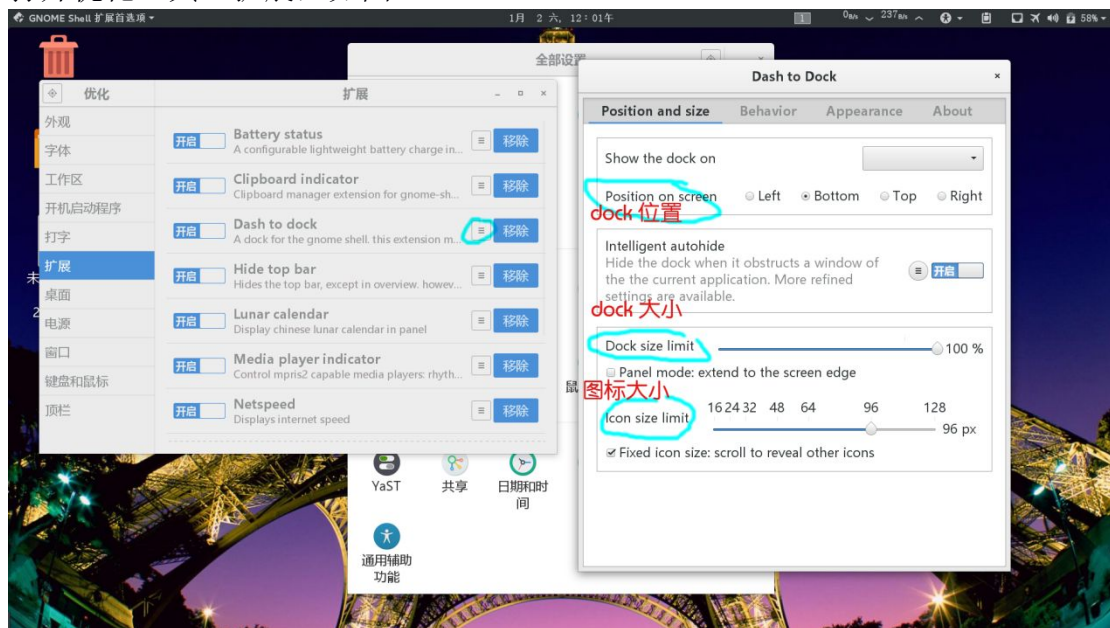 GNOME Shell 扩展首选项
1月 2 六, 12:01午
1
0B/s
237B/s
58%
全部设置
优化
扩展
外观
字体
工作区
开机启动程序
打字
扩展
桌面
电源
窗口
键盘和鼠标
顶栏
开启 Battery status 移除
A configurable lightweight battery charge in...
开启 Clipboard indicator 移除
Clipboard manager extension for gnome-sh...
开启 Dash to dock 移除
A dock for the gnome shell. this extension m...
开启 Hide top bar 移除
Hides the top bar, except in overview. howev...
开启 Lunar calendar 移除
Display chinese lunar calendar in panel
开启 Media player indicator 移除
Control mpris2 capable media players: rhyth...
开启 Netspeed 移除
Displays internet speed
未
2
鼠
YaST
共享
日期和时
间
通用辅助
功能
Dash to Dock
Position and size Behavior Appearance About
Show the dock on
Position on screen Left Bottom Top Right
dock 位置
Intelligent autohide
Hide the dock when it obstructs a window of
the the current application. More refined
settings are available.
开启
dock 大小
Dock size limit 100 %
Panel mode: extend to the screen edge
图标大小
16 24 32 48 64 96 128
Icon size limit 96 px
Fixed icon size: scroll to reveal other icons